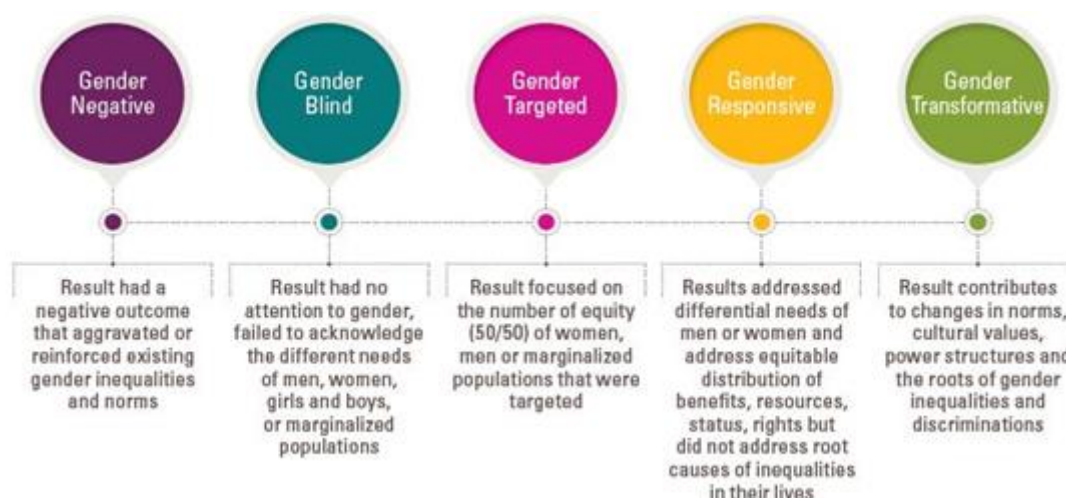 Gender
Negative
Gender
Blind
Gender
Targeted
Gender
Responsive
Gender
Transformative
Result had a
negative outcome
that aggravated or
reinforced existing
gender inequalities
and norms
Result had no
attention to gender,
failed to acknowledge
the different needs
of men, women,
girls and boys,
or marginalized
populations
Result focused on
the number of equity
(50/50) of women,
men or marginalized
populations that were
targeted
Results addressed
differential needs of
men or women and
address equitable
distribution of
benefits, resources,
status, rights but
did not address root
causes of inequalities
in their lives
Result contributes
to changes in norms,
cultural values,
power structures and
the roots of gender
inequalities and
discriminations